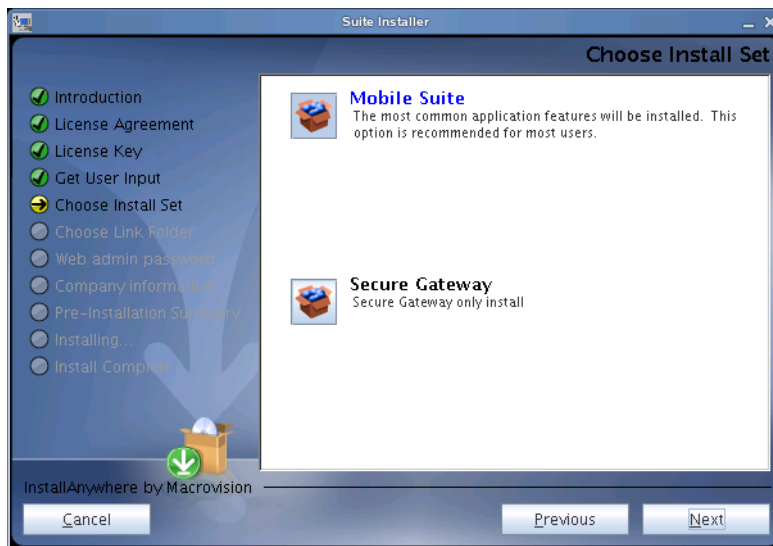 Suite Installer
Choose Install Set
Introduction
License Agreement
License Key
Get User Input
Choose Install Set
Choose Link Folder
Web admin password
Company information
Pre-Installation Summary
Installing...
Install Complete
Mobile Suite
The most common application features will be installed. This
option is recommended for most users.
Secure Gateway
Secure Gateway only install
InstallAnywhere by Macrovision
Cancel
Previous
Next